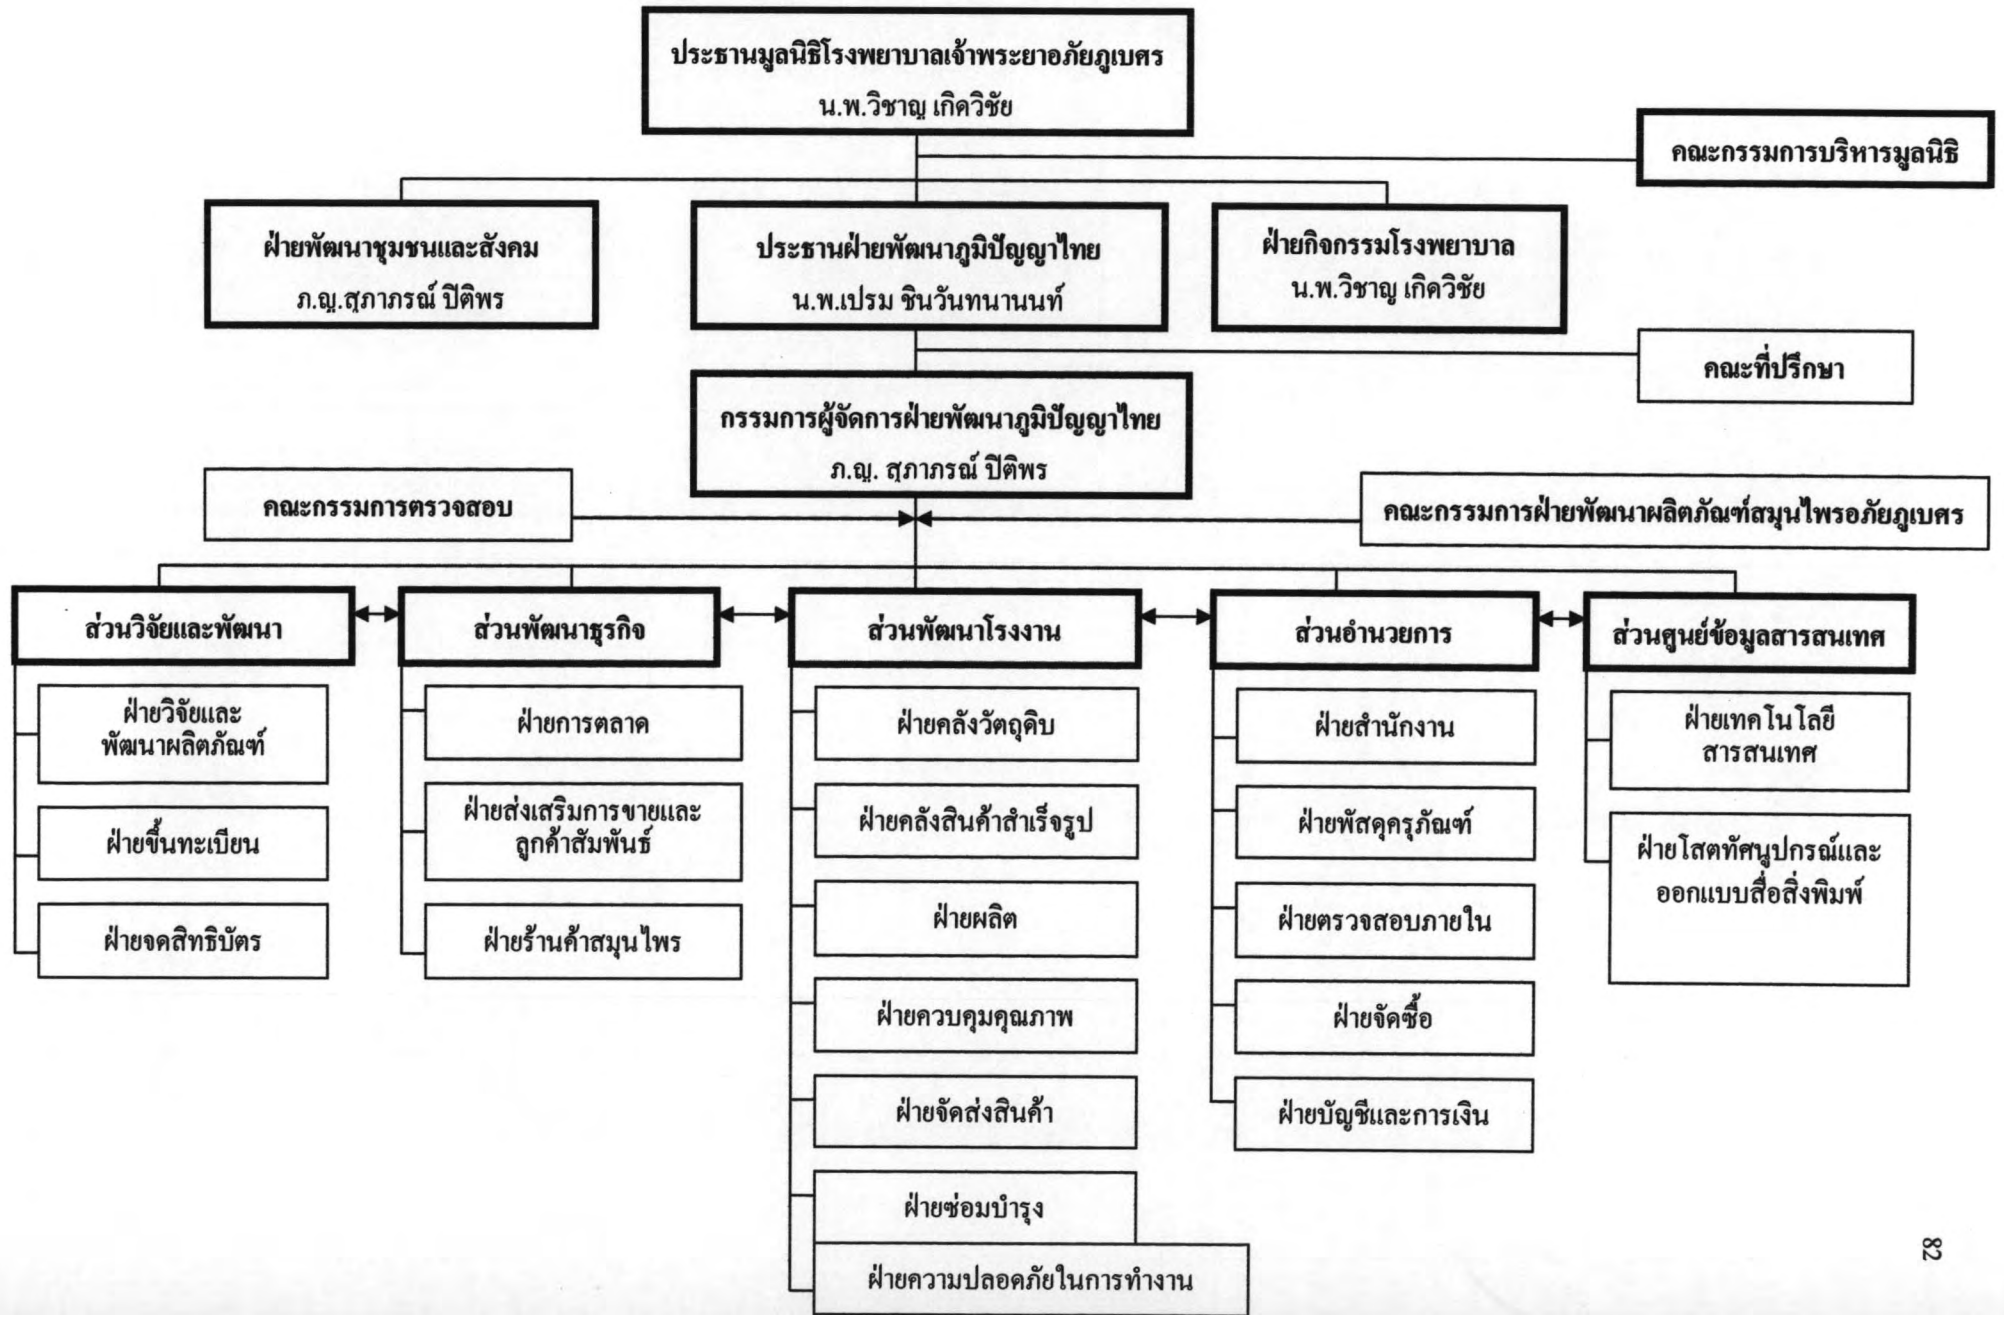 ประธานมูลนิธิโรงพยาบาลเจ้าพระยาอภัยภูเบศร
น.พ.วิชาญ เกิดวิชัย
คณะกรรมการบริหารมูลนิธิ
ฝ่ายพัฒนาชุมชนและสังคม
ภ.ญ.สุภาภรณ์ ปิติพร
ประธานฝ่ายพัฒนาภูมิปัญญาไทย
น.พ.เปรม ชินวันทนานนท์
ฝ่ายกิจกรรมโรงพยาบาล
น.พ.วิชาญ เกิดวิชัย
คณะที่ปรึกษา
กรรมการผู้จัดการฝ่ายพัฒนาภูมิปัญญาไทย
ภ.ญ. สุภาภรณ์ ปิติพร
คณะกรรมการตรวจสอบ
คณะกรรมการฝ่ายพัฒนาผลิตภัณฑ์สมุนไพรอภัยภูเบศร
ส่วนวิจัยและพัฒนา
ส่วนพัฒนาธุรกิจ
ส่วนพัฒนาโรงงาน
ส่วนอำนวยการ
ส่วนศูนย์ข้อมูลสารสนเทศ
ฝ่ายวิจัยและ
พัฒนาผลิตภัณฑ์
ฝ่ายขึ้นทะเบียน
ฝ่ายจดสิทธิบัตร
ฝ่ายการตลาด
ฝ่ายส่งเสริมการขายและ
ลูกค้าสัมพันธ์
ฝ่ายร้านค้าสมุนไพร
ฝ่ายคลังวัตถุดิบ
ฝ่ายคลังสินค้าสำเร็จรูป
ฝ่ายผลิต
ฝ่ายควบคุมคุณภาพ
ฝ่ายจัดส่งสินค้า
ฝ่ายซ่อมบำรุง
ฝ่ายความปลอดภัยในการทำงาน
ฝ่ายสำนักงาน
ฝ่ายพัสดุครุภัณฑ์
ฝ่ายตรวจสอบภายใน
ฝ่ายจัดซื้อ
ฝ่ายบัญชีและการเงิน
ฝ่ายเทคโนโลยี
สารสนเทศ
ฝ่ายโสตทัศนูปกรณ์และ
ออกแบบสื่อสิ่งพิมพ์
82